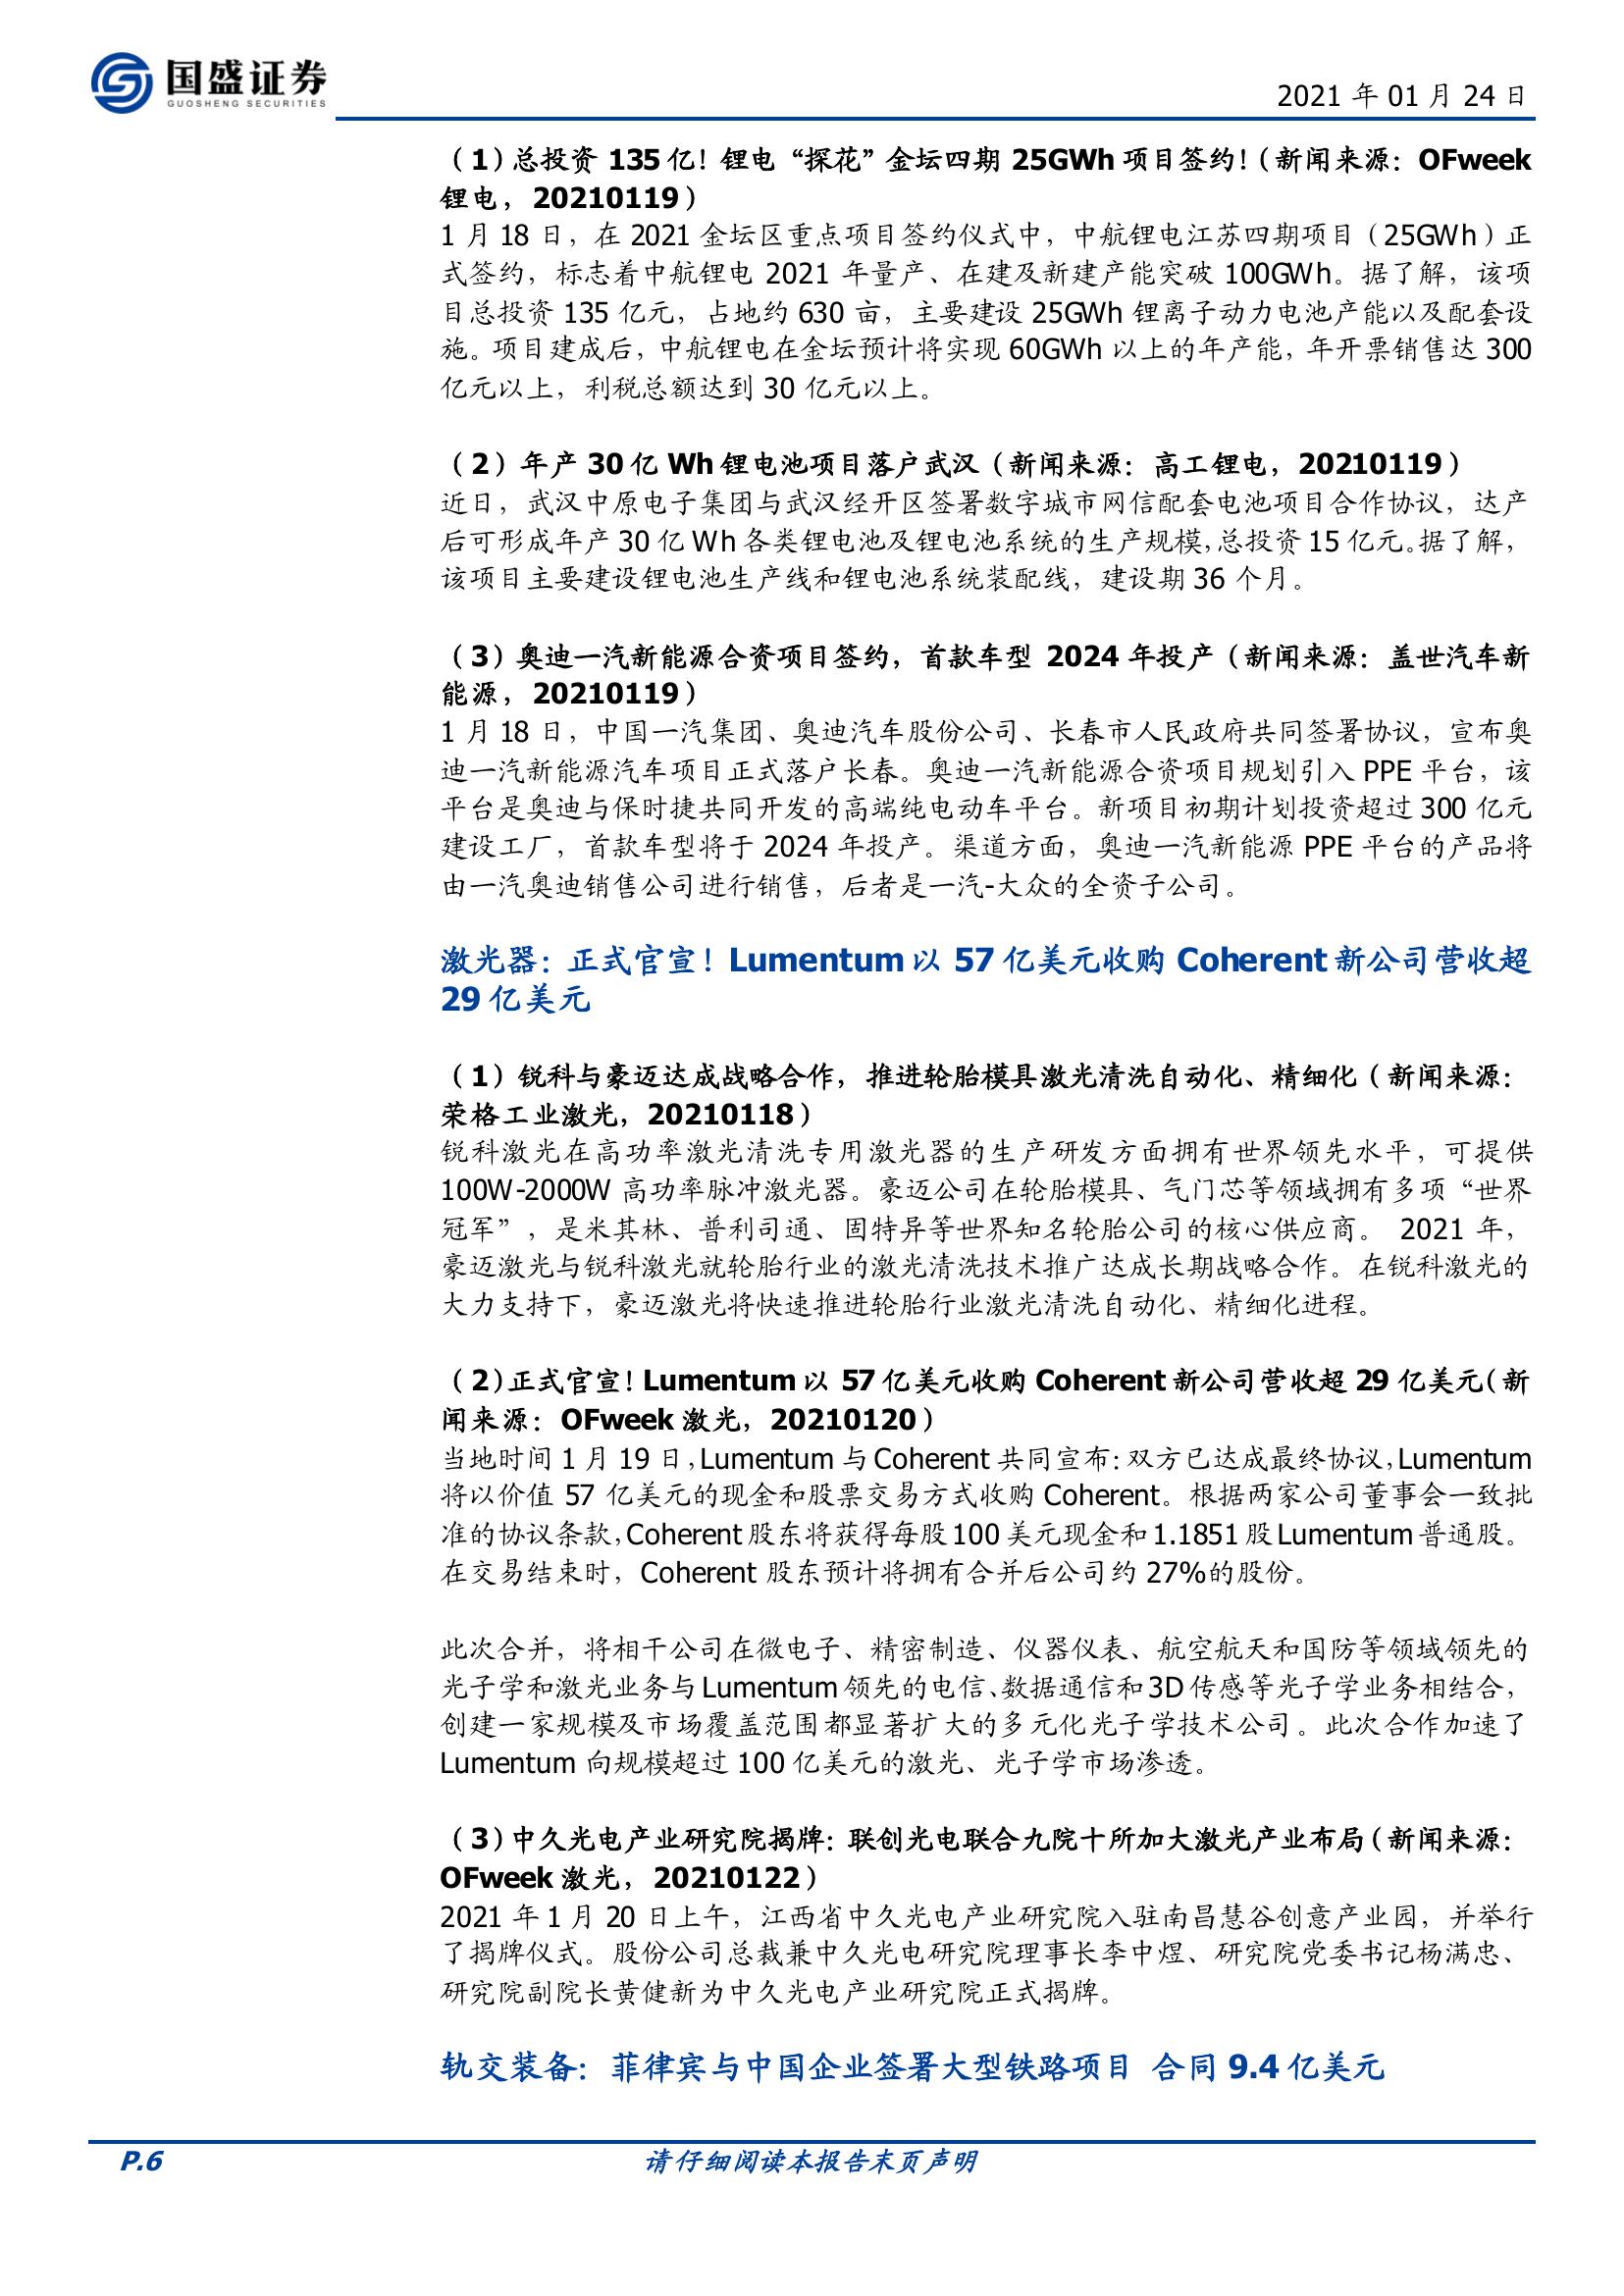 国盛证券
GUOSHENG SECURITIES
2021 年 01 月 24 日
（1）总投资 135 亿！锂电“探花”金坛四期 25GWh 项目签约！（新闻来源：OFweek
锂电，20210119）
1 月 18 日，在 2021 金坛区重点项目签约仪式中，中航锂电江苏四期项目（25GWh）正
式签约，标志着中航锂电 2021 年量产、在建及新建产能突破 100GWh。据了解，该项
目总投资 135 亿元，占地约 630 亩，主要建设 25GWh 锂离子动力电池产能以及配套设
施。项目建成后，中航锂电在金坛预计将实现 60GWh 以上的年产能，年开票销售达 300
亿元以上，利税总额达到 30 亿元以上。
（2）年产 30 亿 Wh 锂电池项目落户武汉（新闻来源：高工锂电，20210119）
近日，武汉中原电子集团与武汉经开区签署数字城市网信配套电池项目合作协议，达产
后可形成年产 30 亿 Wh 各类锂电池及锂电池系统的生产规模，总投资 15 亿元。据了解，
该项目主要建设锂电池生产线和锂电池系统装配线，建设期 36 个月。
（3）奥迪一汽新能源合资项目签约，首款车型 2024 年投产（新闻来源：盖世汽车新
能源，20210119）
1 月 18 日，中国一汽集团、奥迪汽车股份公司、长春市人民政府共同签署协议，宣布奥
迪一汽新能源汽车项目正式落户长春。奥迪一汽新能源合资项目规划引入 PPE 平台，该
平台是奥迪与保时捷共同开发的高端纯电动车平台。新项目初期计划投资超过 300 亿元
建设工厂，首款车型将于 2024 年投产。渠道方面，奥迪一汽新能源 PPE 平台的产品将
由一汽奥迪销售公司进行销售，后者是一汽-大众的全资子公司。
激光器：正式官宣！Lumentum 以 57 亿美元收购 Coherent 新公司营收超
29 亿美元
（1）锐科与豪迈达成战略合作，推进轮胎模具激光清洗自动化、精细化（新闻来源：
荣格工业激光，20210118）
锐科激光在高功率激光清洗专用激光器的生产研发方面拥有世界领先水平，可提供
100W-2000W 高功率脉冲激光器。豪迈公司在轮胎模具、气门芯等领域拥有多项“世界
冠军”，是米其林、普利司通、固特异等世界知名轮胎公司的核心供应商。 2021 年，
豪迈激光与锐科激光就轮胎行业的激光清洗技术推广达成长期战略合作。在锐科激光的
大力支持下，豪迈激光将快速推进轮胎行业激光清洗自动化、精细化进程。
（2）正式官宣！Lumentum 以 57 亿美元收购 Coherent 新公司营收超 29 亿美元（新
闻来源：OFweek 激光，20210120）
当地时间 1 月 19 日，Lumentum 与 Coherent 共同宣布：双方已达成最终协议，Lumentum
将以价值 57 亿美元的现金和股票交易方式收购 Coherent。根据两家公司董事会一致批
准的协议条款，Coherent 股东将获得每股 100 美元现金和 1.1851 股 Lumentum 普通股。
在交易结束时，Coherent 股东预计将拥有合并后公司约 27%的股份。
此次合并，将相干公司在微电子、精密制造、仪器仪表、航空航天和国防等领域领先的
光子学和激光业务与 Lumentum 领先的电信、数据通信和 3D 传感等光子学业务相结合，
创建一家规模及市场覆盖范围都显著扩大的多元化光子学技术公司。此次合作加速了
Lumentum 向规模超过 100 亿美元的激光、光子学市场渗透。
（3）中久光电产业研究院揭牌：联创光电联合九院十所加大激光产业布局（新闻来源：
OFweek 激光，20210122）
2021 年 1 月 20 日上午，江西省中久光电产业研究院入驻南昌慧谷创意产业园，并举行
了揭牌仪式。股份公司总裁兼中久光电研究院理事长李中煜、研究院党委书记杨满忠、
研究院副院长黄健新为中久光电产业研究院正式揭牌。
轨交装备：菲律宾与中国企业签署大型铁路项目 合同 9.4 亿美元
P.6
请仔细阅读本报告末页声明